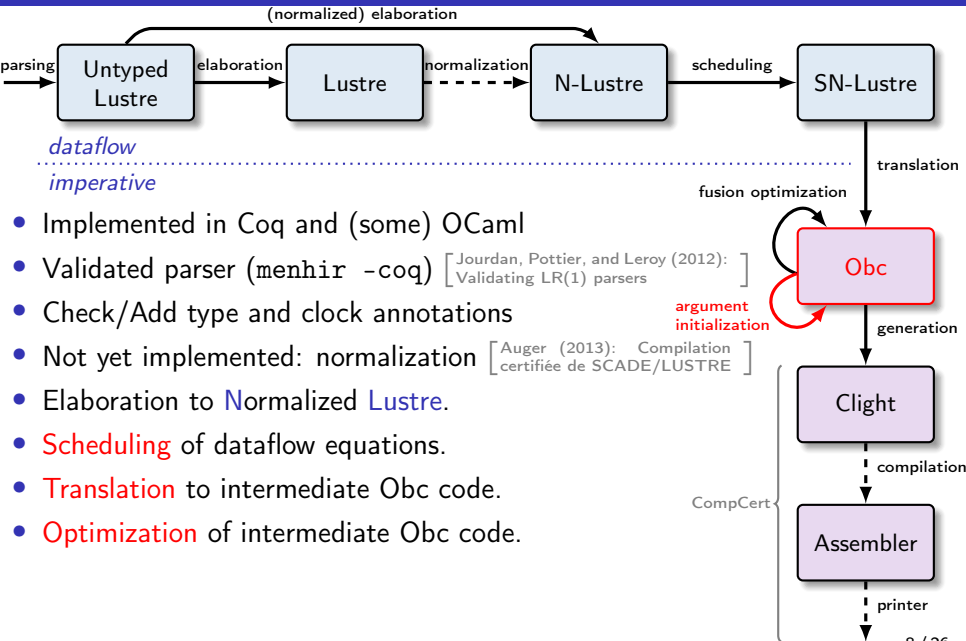 (normalized) elaboration
parsing
Untyped
Lustre
elaboration
Lustre
normalization
N-Lustre
scheduling
SN-Lustre
dataflow
imperative
translation
fusion optimization
Obc
argument
initialization
generation
• Implemented in Coq and (some) OCaml
• Validated parser (menhir -coq) [Jourdan, Pottier, and Leroy (2012):
Validating LR(1) parsers]
• Check/Add type and clock annotations
• Not yet implemented: normalization [Auger (2013): Compilation
certifiée de SCADE/LUSTRE]
• Elaboration to Normalized Lustre.
• Scheduling of dataflow equations.
• Translation to intermediate Obc code.
• Optimization of intermediate Obc code.
Clight
compilation
CompCert
Assembler
printer